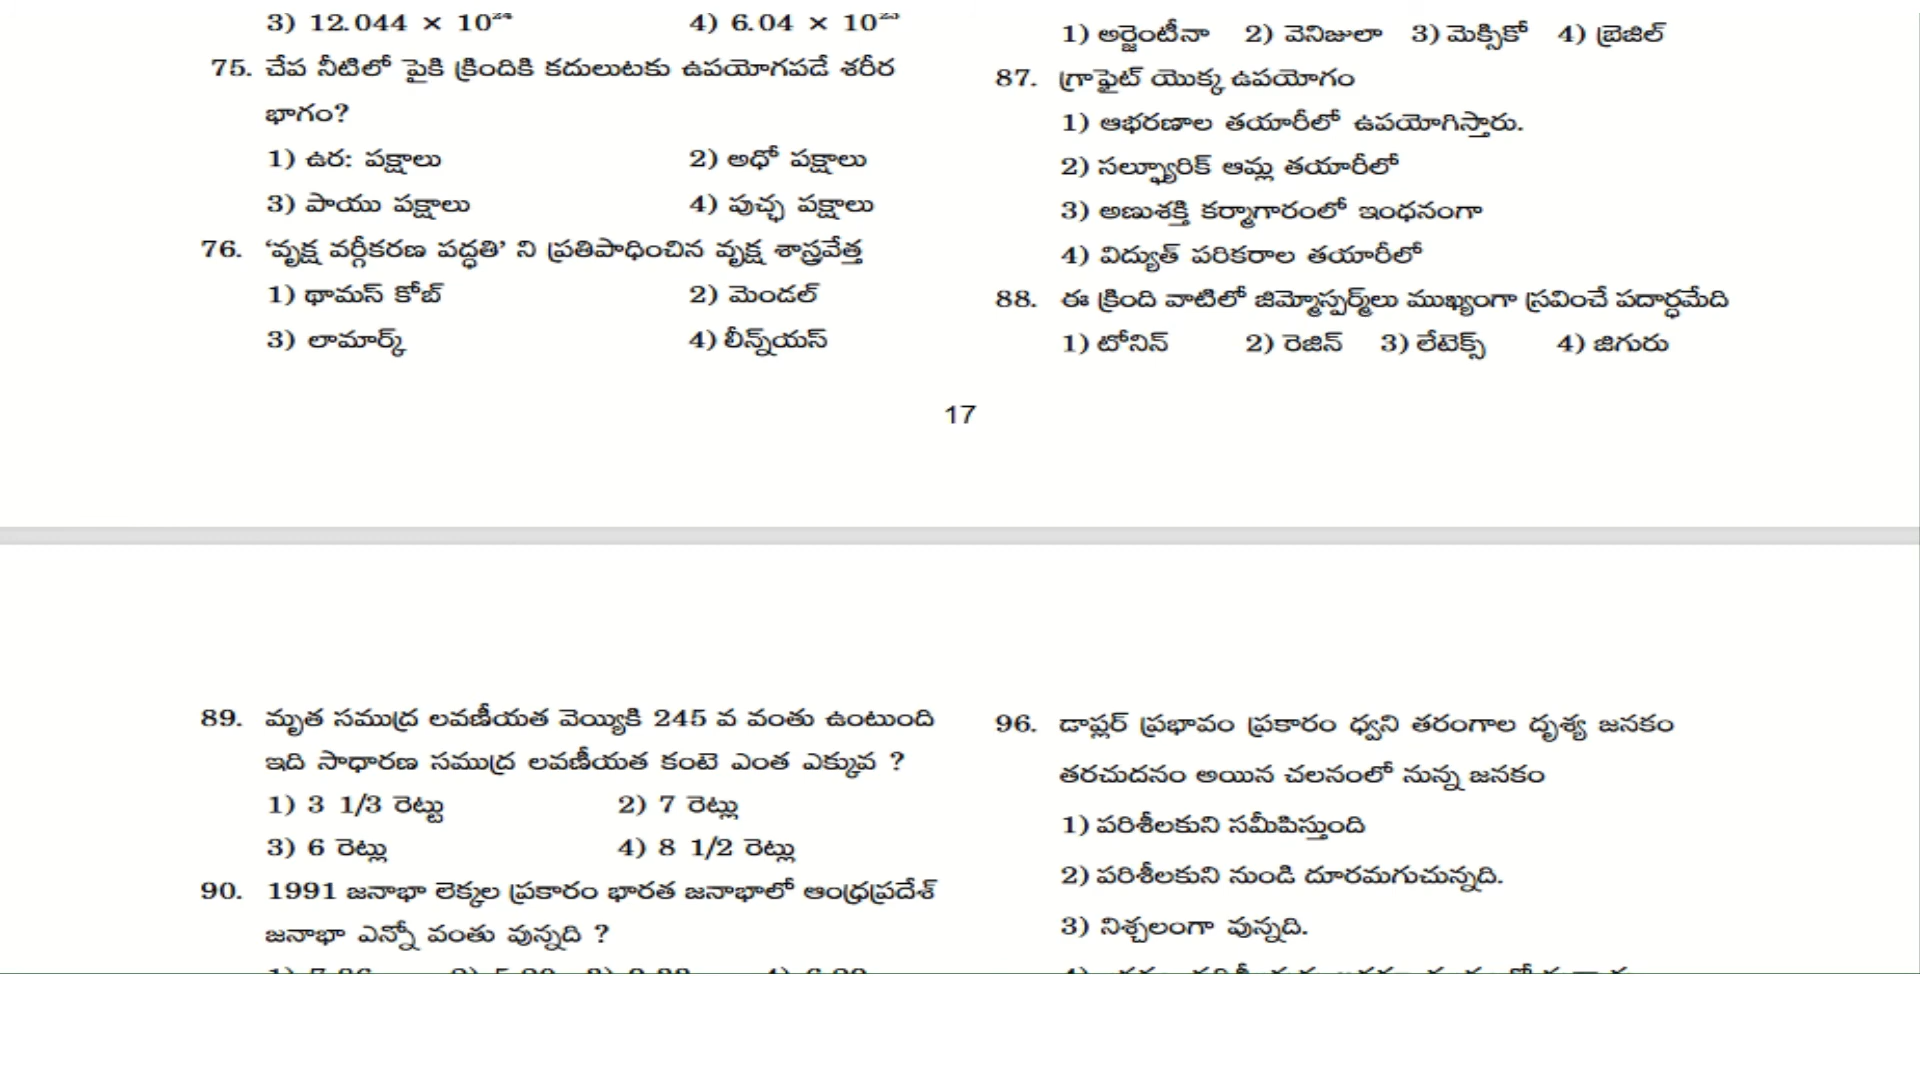 3) 12.044 × 10²⁴ 4) 6.04 × 10²³
75. చేప నీటిలో పైకి క్రిందికి కదులుటకు ఉపయోగపడే శరీర
భాగం?
1) ఉర: పక్షాలు 2) అధో పక్షాలు
3) పాయు పక్షాలు 4) పుచ్ఛ పక్షాలు
76. ‘వృక్ష వర్గీకరణ పద్ధతి’ ని ప్రతిపాధించిన వృక్ష శాస్త్రవేత్త
1) థామస్ కోబ్ 2) మెండల్
3) లామార్క్ 4) లీన్న్‌యస్
1) అర్జెంటీనా 2) వెనిజులా 3) మెక్సికో 4) బ్రెజిల్
87. గ్రాఫైట్ యొక్క ఉపయోగం
1) ఆభరణాల తయారీలో ఉపయోగిస్తారు.
2) సల్ఫ్యూరిక్ ఆమ్ల తయారీలో
3) అణుశక్తి కర్మాగారంలో ఇంధనంగా
4) విద్యుత్ పరికరాల తయారీలో
88. ఈ క్రింది వాటిలో జిమ్మోస్పర్మ్‌లు ముఖ్యంగా స్రవించే పదార్ధమేది
1) టోనిన్ 2) రెజిన్ 3) లేటెక్స్ 4) జిగురు
17
89. మృత సముద్ర లవణీయత వెయ్యికి 245 వ వంతు ఉంటుంది
ఇది సాధారణ సముద్ర లవణీయత కంటె ఎంత ఎక్కువ ?
1) 3 1/3 రెట్టు 2) 7 రెట్లు
3) 6 రెట్లు 4) 8 1/2 రెట్లు
90. 1991 జనాభా లెక్కల ప్రకారం భారత జనాభాలో ఆంధ్రప్రదేశ్
జనాభా ఎన్నో వంతు వున్నది ?
96. డాప్లర్ ప్రభావం ప్రకారం ధ్వని తరంగాల దృశ్య జనకం
తరచుదనం అయిన చలనంలో నున్న జనకం
1) పరిశీలకుని సమీపిస్తుంది
2) పరిశీలకుని నుండి దూరమగుచున్నది.
3) నిశ్చలంగా వున్నది.